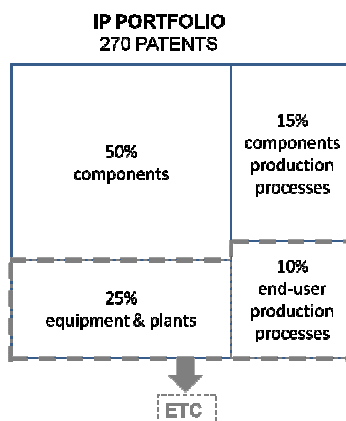 IP PORTFOLIO
270 PATENTS
50%
components
15%
components
production
processes
25%
equipment & plants
10%
end-user
production
processes
ETC